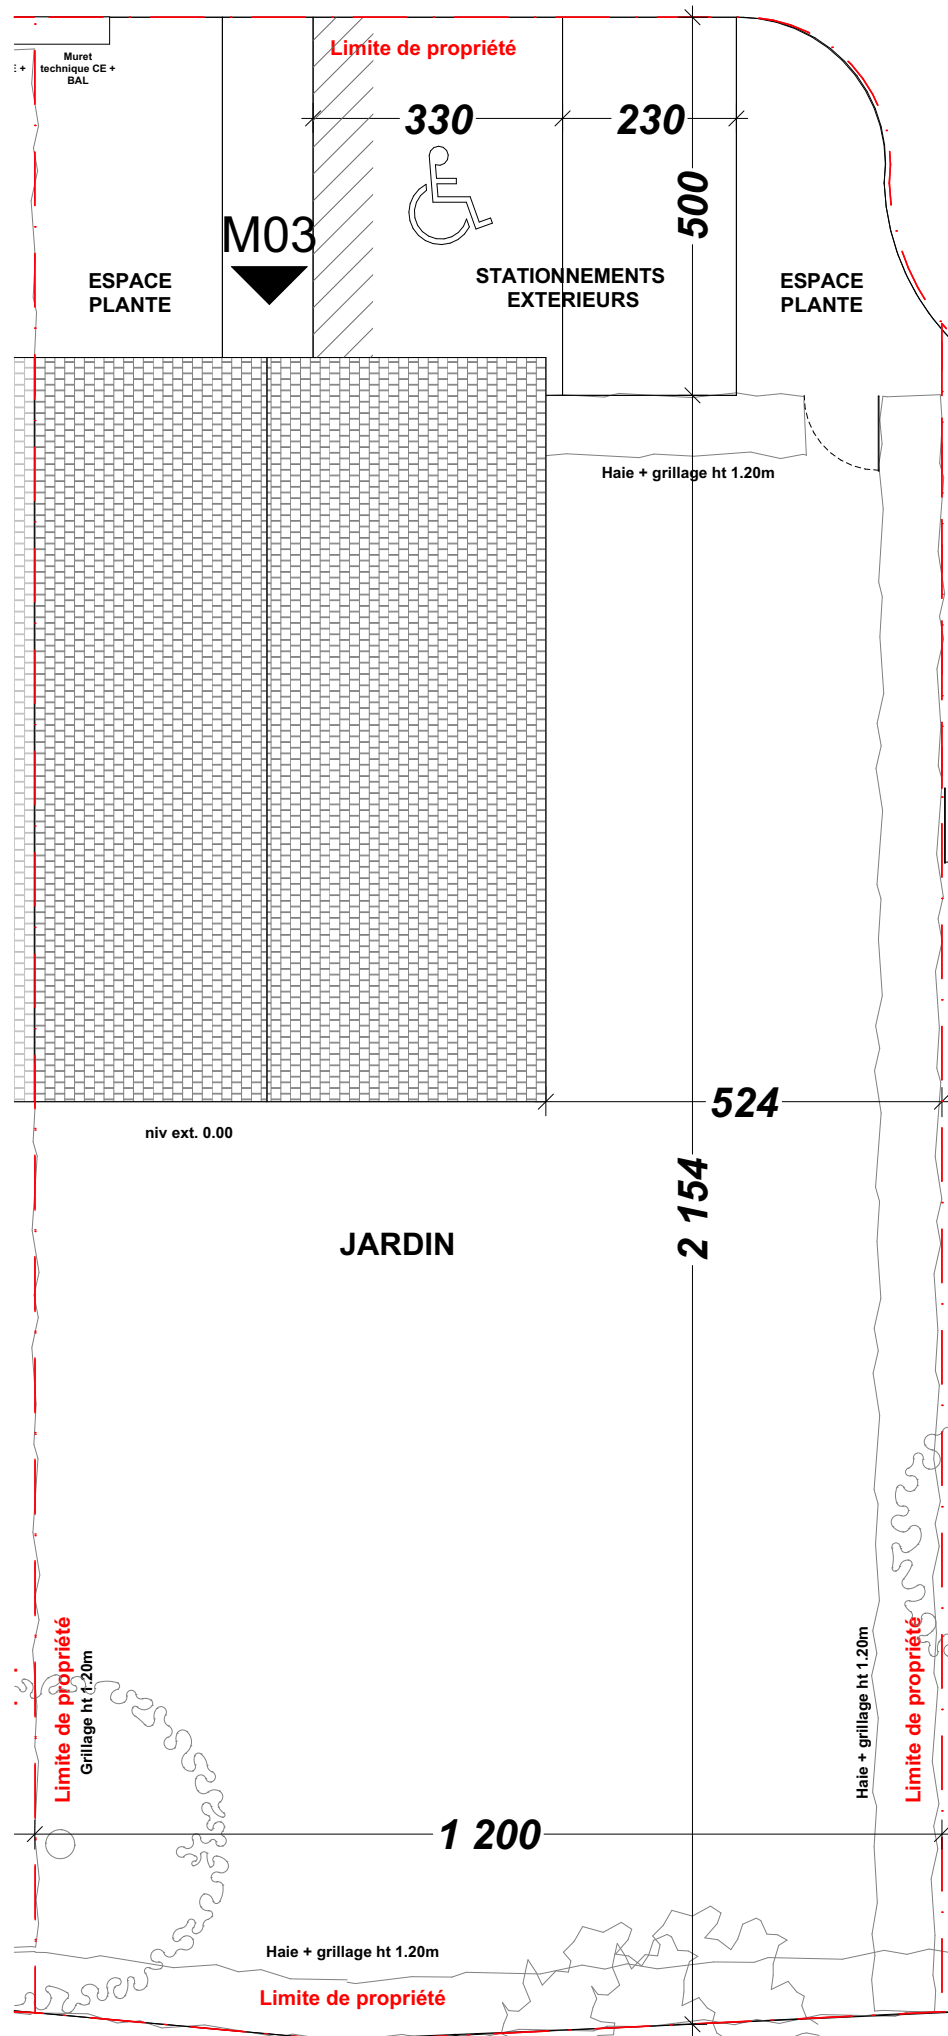 Limite de propriété
Muret
technique CE +
BAL
E +
330
230
500
M03
ESPACE
PLANTE
STATIONNEMENTS
EXTERIEURS
ESPACE
PLANTE
Haie + grillage ht 1.20m
524
niv ext. 0.00
2 154
JARDIN
Limite de propriété
Grillage ht 1.20m
Haie + grillage ht 1.20m
Limite de propriété
1 200
Haie + grillage ht 1.20m
Limite de propriété